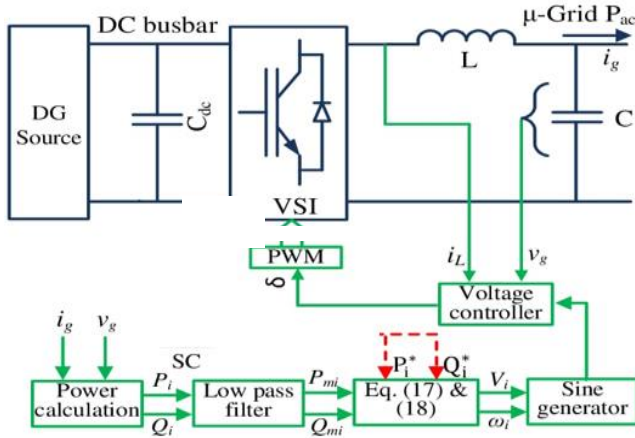 DC busbar
μ-Grid P_ac
i_g
L
DG
Source
C_dc
C
VSI
PWM
δ
i_L
v_g
Voltage
controller
i_g
v_g
SC
P_i
P_mi
P_i^*
Q_i^*
V_i
Power
calculation
Low pass
filter
Eq. (17) &
(18)
Sine
generator
Q_i
Q_mi
ω_i